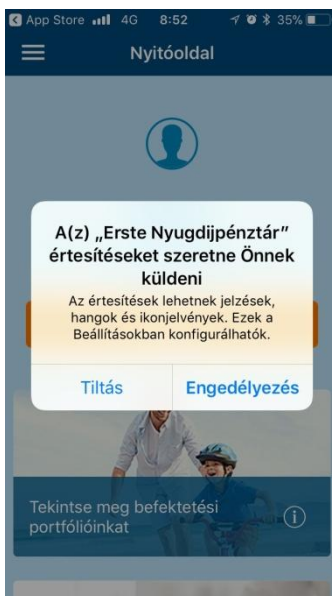 App Store 4G 8:52 35%
Nyitóoldal
A(z) „Erste Nyugdijpénztár”
értesítéseket szeretne Önnek
küldeni
Az értesítések lehetnek jelzések,
hangok és ikonjelvények. Ezek a
Beállításokban konfigurálhatók.
Tiltás Engedélyezés
Tekintse meg befektetési
portfólióinkat